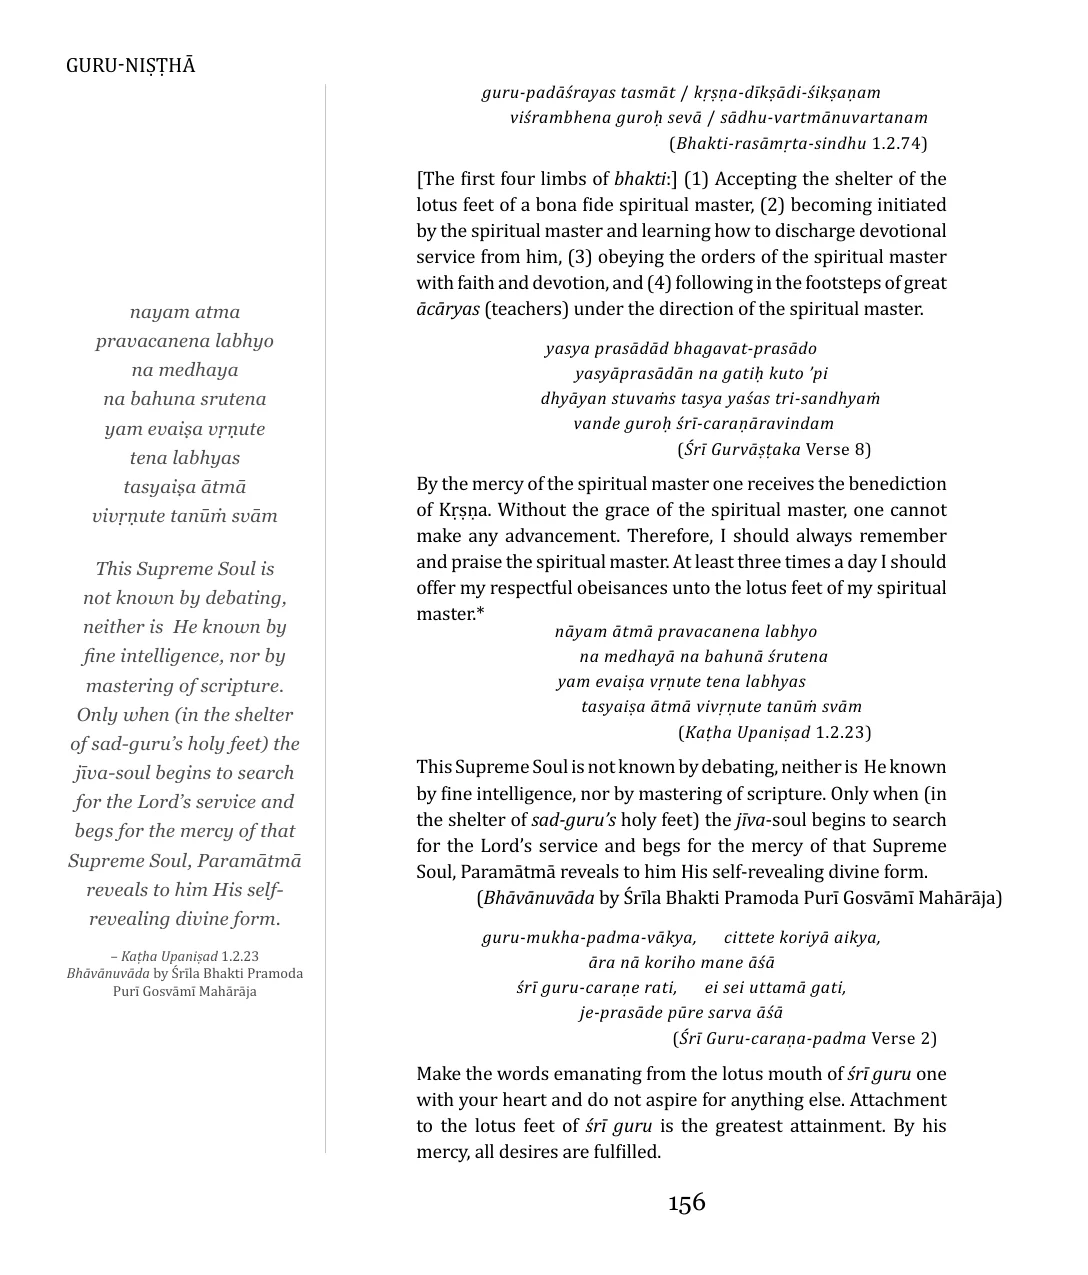 GURU-NIṢṬHĀ
nayam atma
pravacanena labhyo
na medhaya
na bahuna srutena
yam evaiṣa vṛṇute
tena labhyas
tasyaiṣa ātmā
vivṛṇute tanūṁ svām
This Supreme Soul is
not known by debating,
neither is He known by
fine intelligence, nor by
mastering of scripture.
Only when (in the shelter
of sad-guru’s holy feet) the
jīva-soul begins to search
for the Lord’s service and
begs for the mercy of that
Supreme Soul, Paramātmā
reveals to him His self-
revealing divine form.
– Kaṭha Upaniṣad 1.2.23
Bhāvānuvāda by Śrīla Bhakti Pramoda
Purī Gosvāmī Mahārāja
guru-padāśrayas tasmāt / kṛṣṇa-dīkṣādi-śikṣaṇam
viśrambhena guroḥ sevā / sādhu-vartmānuvartanam
(Bhakti-rasāmṛta-sindhu 1.2.74)
[The first four limbs of bhakti:] (1) Accepting the shelter of the
lotus feet of a bona fide spiritual master, (2) becoming initiated
by the spiritual master and learning how to discharge devotional
service from him, (3) obeying the orders of the spiritual master
with faith and devotion, and (4) following in the footsteps of great
ācāryas (teachers) under the direction of the spiritual master.
yasya prasādād bhagavat-prasādo
yasyāprasādān na gatiḥ kuto ’pi
dhyāyan stuvaṁs tasya yaśas tri-sandhyaṁ
vande guroḥ śrī-caraṇāravindam
(Śrī Gurvāṣṭaka Verse 8)
By the mercy of the spiritual master one receives the benediction
of Kṛṣṇa. Without the grace of the spiritual master, one cannot
make any advancement. Therefore, I should always remember
and praise the spiritual master. At least three times a day I should
offer my respectful obeisances unto the lotus feet of my spiritual
master.*
nāyam ātmā pravacanena labhyo
na medhayā na bahunā śrutena
yam evaiṣa vṛṇute tena labhyas
tasyaiṣa ātmā vivṛṇute tanūṁ svām
(Kaṭha Upaniṣad 1.2.23)
This Supreme Soul is not known by debating, neither is He known
by fine intelligence, nor by mastering of scripture. Only when (in
the shelter of sad-guru’s holy feet) the jīva-soul begins to search
for the Lord’s service and begs for the mercy of that Supreme
Soul, Paramātmā reveals to him His self-revealing divine form.
(Bhāvānuvāda by Śrīla Bhakti Pramoda Purī Gosvāmī Mahārāja)
guru-mukha-padma-vākya, cittete koriyā aikya,
āra nā koriho mane āśā
śrī guru-caraṇe rati, ei sei uttamā gati,
je-prasāde pūre sarva āśā
(Śrī Guru-caraṇa-padma Verse 2)
Make the words emanating from the lotus mouth of śrī guru one
with your heart and do not aspire for anything else. Attachment
to the lotus feet of śrī guru is the greatest attainment. By his
mercy, all desires are fulfilled.
156